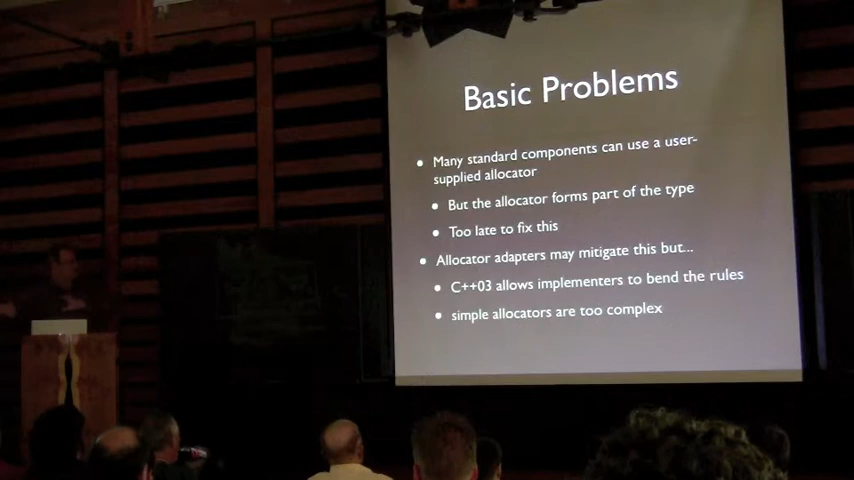 Basic Problems
Many standard components can use a user-
supplied allocator
But the allocator forms part of the type
Too late to fix this
Allocator adapters may mitigate this but...
C++03 allows implementers to bend the rules
simple allocators are too complex